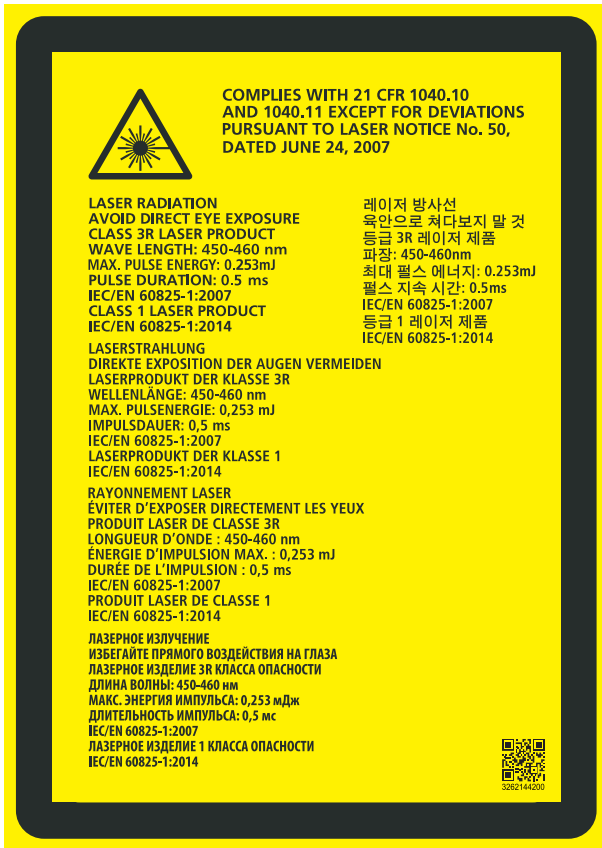 COMPLIES WITH 21 CFR 1040.10
AND 1040.11 EXCEPT FOR DEVIATIONS
PURSUANT TO LASER NOTICE No. 50,
DATED JUNE 24, 2007
LASER RADIATION
AVOID DIRECT EYE EXPOSURE
CLASS 3R LASER PRODUCT
WAVE LENGTH: 450-460 nm
MAX. PULSE ENERGY: 0.253mJ
PULSE DURATION: 0.5 ms
IEC/EN 60825-1:2007
CLASS 1 LASER PRODUCT
IEC/EN 60825-1:2014
레이저 방사선
육안으로 쳐다보지 말 것
등급 3R 레이저 제품
파장: 450-460nm
최대 펄스 에너지: 0.253mJ
펄스 지속 시간: 0.5ms
IEC/EN 60825-1:2007
등급 1 레이저 제품
IEC/EN 60825-1:2014
LASERSTRAHLUNG
DIREKTE EXPOSITION DER AUGEN VERMEIDEN
LASERPRODUKT DER KLASSE 3R
WELLENLÄNGE: 450-460 nm
MAX. PULSENERGIE: 0,253 mJ
IMPULSDAUER: 0,5 ms
IEC/EN 60825-1:2007
LASERPRODUKT DER KLASSE 1
IEC/EN 60825-1:2014
RAYONNEMENT LASER
ÉVITER D'EXPOSER DIRECTEMENT LES YEUX
PRODUIT LASER DE CLASSE 3R
LONGUEUR D'ONDE : 450-460 nm
ÉNERGIE D'IMPULSION MAX. : 0,253 mJ
DURÉE DE L'IMPULSION : 0,5 ms
IEC/EN 60825-1:2007
PRODUIT LASER DE CLASSE 1
IEC/EN 60825-1:2014
ЛАЗЕРНОЕ ИЗЛУЧЕНИЕ
ИЗБЕГАЙТЕ ПРЯМОГО ВОЗДЕЙСТВИЯ НА ГЛАЗА
ЛАЗЕРНОЕ ИЗДЕЛИЕ 3R КЛАССА ОПАСНОСТИ
ДЛИНА ВОЛНЫ: 450-460 нм
МАКС. ЭНЕРГИЯ ИМПУЛЬСА: 0,253 мДж
ДЛИТЕЛЬНОСТЬ ИМПУЛЬСА: 0,5 мс
IEC/EN 60825-1:2007
ЛАЗЕРНОЕ ИЗДЕЛИЕ 1 КЛАССА ОПАСНОСТИ
IEC/EN 60825-1:2014
3262144200